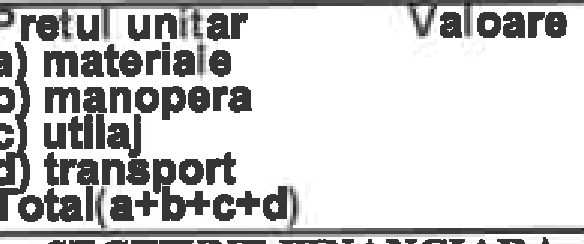 Pretul unitar Valoare
a) materiale
b) manopera
c) utilaj
d) transport
Total(a+b+c+d)